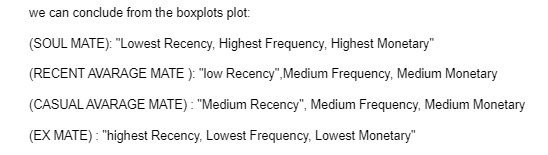 we can conclude from the boxplots plot:
(SOUL MATE): "Lowest Recency, Highest Frequency, Highest Monetary"
(RECENT AVARAGE MATE ): "low Recency",Medium Frequency, Medium Monetary
(CASUAL AVARAGE MATE) : "Medium Recency", Medium Frequency, Medium Monetary
(EX MATE) : "highest Recency, Lowest Frequency, Lowest Monetary"